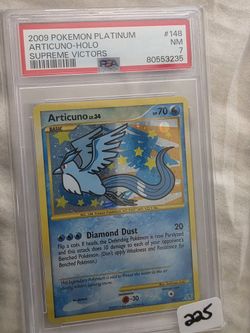 2009 POKEMON PLATINUM #148
ARTICUNO-HOLO NM
SUPREME VICTORS 7
PSA 80553235
BASIC
Articuno LV.34 70
Diamond Dust
Flip a coin. If heads, the Defending Pokémon is now Paralyzed
and this attack does 10 damage to each of your opponent's
Benched Pokémon. (Don't apply Weakness and Resistance for
Benched Pokémon.)
-30
225